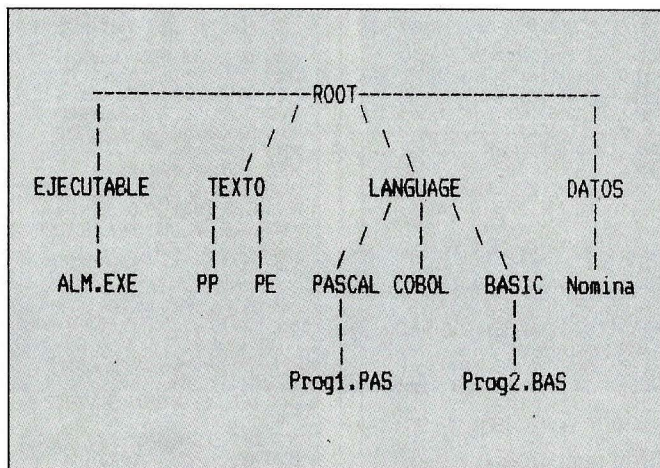 ROOT
EJECUTABLE TEXTO LANGUAGE DATOS
ALM.EXE PP PE PASCAL COBOL BASIC Nomina
Prog1.PAS Prog2.BAS